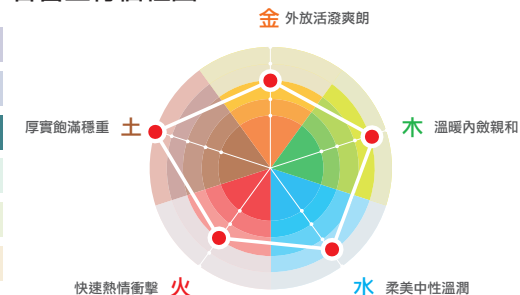 金 外放活潑爽朗
厚實飽滿穩重 土
木 溫暖內斂親和
快速熱情衝擊 火
水 柔美中性溫潤